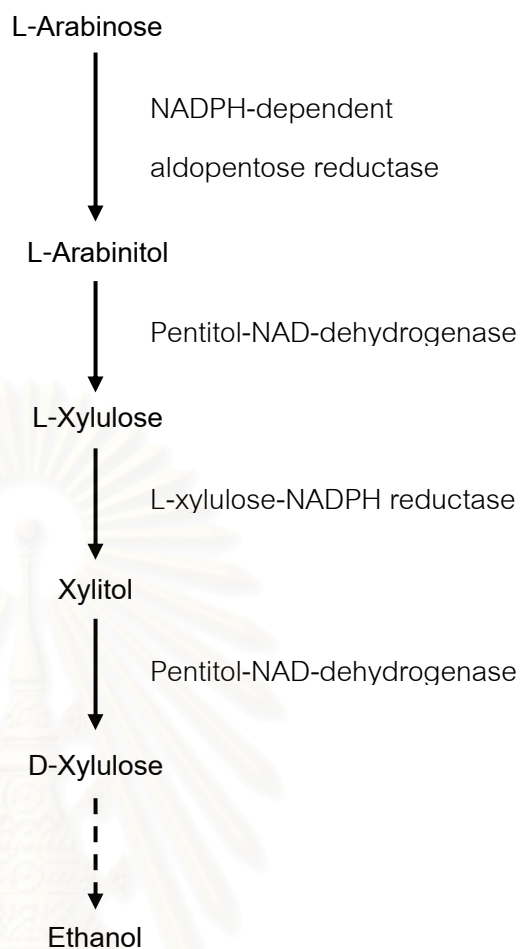 L-Arabinose
NADPH-dependent
aldopentose reductase
L-Arabinitol
Pentitol-NAD-dehydrogenase
L-Xylulose
L-xylulose-NADPH reductase
Xylitol
Pentitol-NAD-dehydrogenase
D-Xylulose
Ethanol